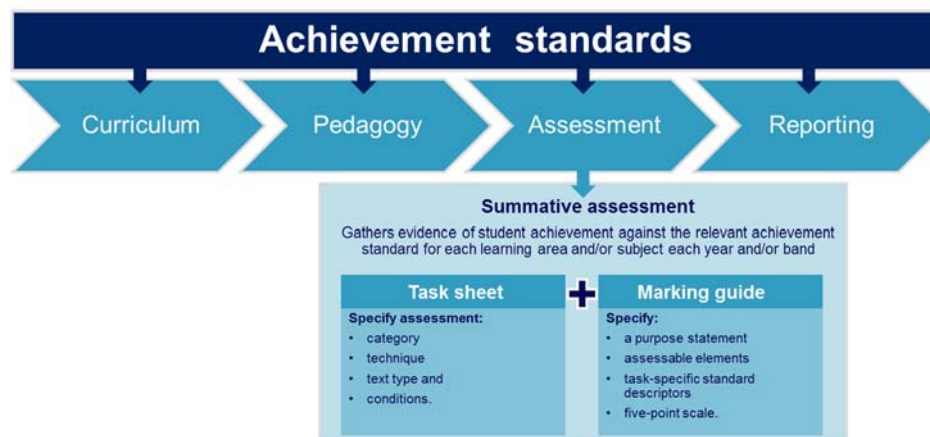 Achievement standards
Curriculum
Pedagogy
Assessment
Reporting
Summative assessment
Gathers evidence of student achievement against the relevant achievement
standard for each learning area and/or subject each year and/or band
Task sheet
Specify assessment:
• category
• technique
• text type and
• conditions.
+
Marking guide
Specify:
• a purpose statement
• assessable elements
• task-specific standard
descriptors
• five-point scale.